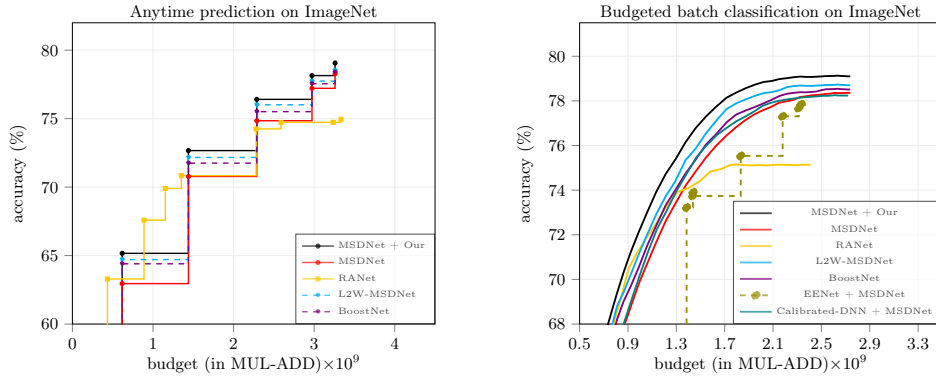 Anytime prediction on ImageNet
accuracy (%)
80
75
70
65
60
0
1
2
3
4
budget (in MUL-ADD)×10⁹
MSDNet + Our
MSDNet
RANet
L2W-MSDNet
BoostNet
Budgeted batch classification on ImageNet
accuracy (%)
80
78
76
74
72
70
68
0.5
0.9
1.3
1.7
2.1
2.5
2.9
3.3
budget (in MUL-ADD)×10⁹
MSDNet + Our
MSDNet
RANet
L2W-MSDNet
BoostNet
EENet + MSDNet
Calibrated-DNN + MSDNet